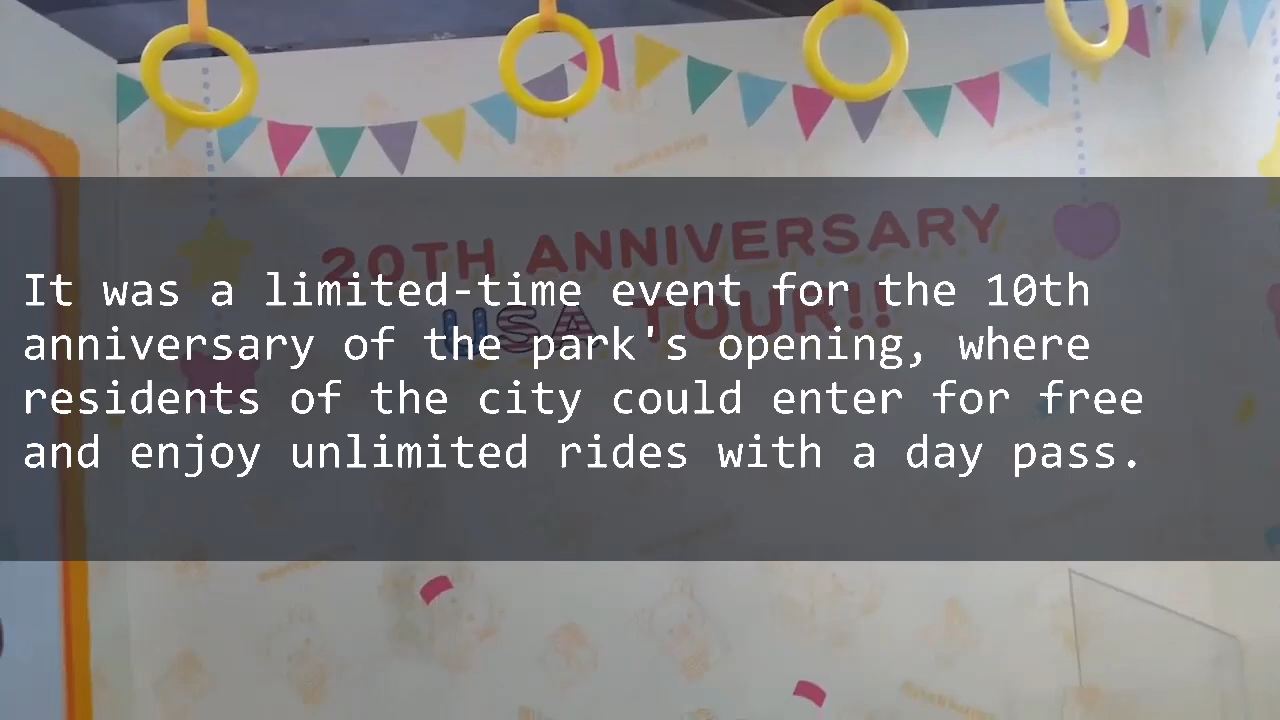 20TH ANNIVERSARY
USA TOUR!!
It was a limited-time event for the 10th
anniversary of the park's opening, where
residents of the city could enter for free
and enjoy unlimited rides with a day pass.